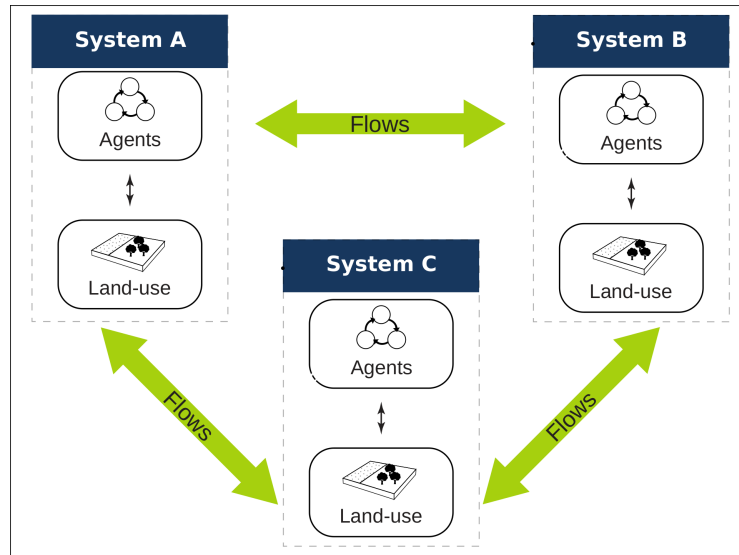 System A
Agents
Land-use
Flows
System B
Agents
Land-use
System C
Agents
Land-use
Flows
Flows